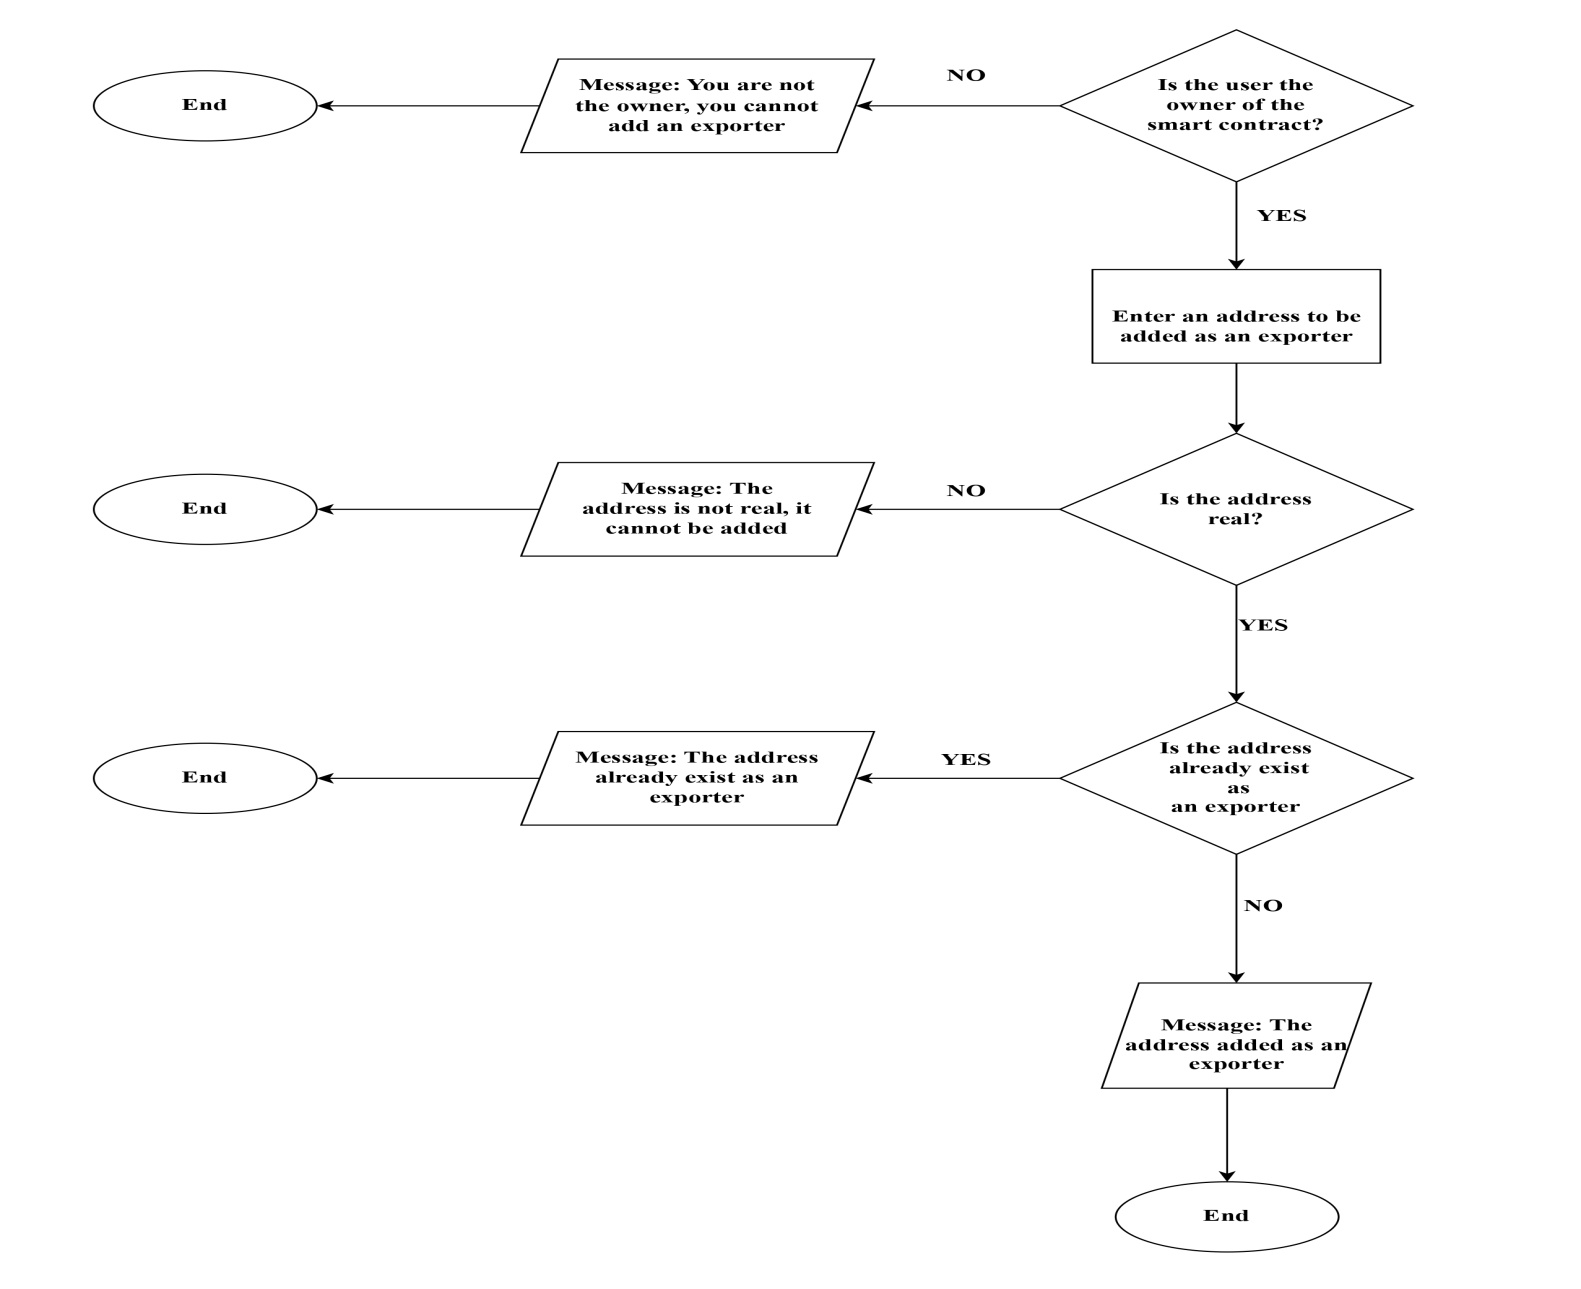 Is the user the
owner of the
smart contract?
NO
Message: You are not
the owner, you cannot
add an exporter
End
YES
Enter an address to be
added as an exporter
Is the address
real?
NO
Message: The
address is not real, it
cannot be added
End
YES
Is the address
already exist
as
an exporter
YES
Message: The address
already exist as an
exporter
End
NO
Message: The
address added as an
exporter
End